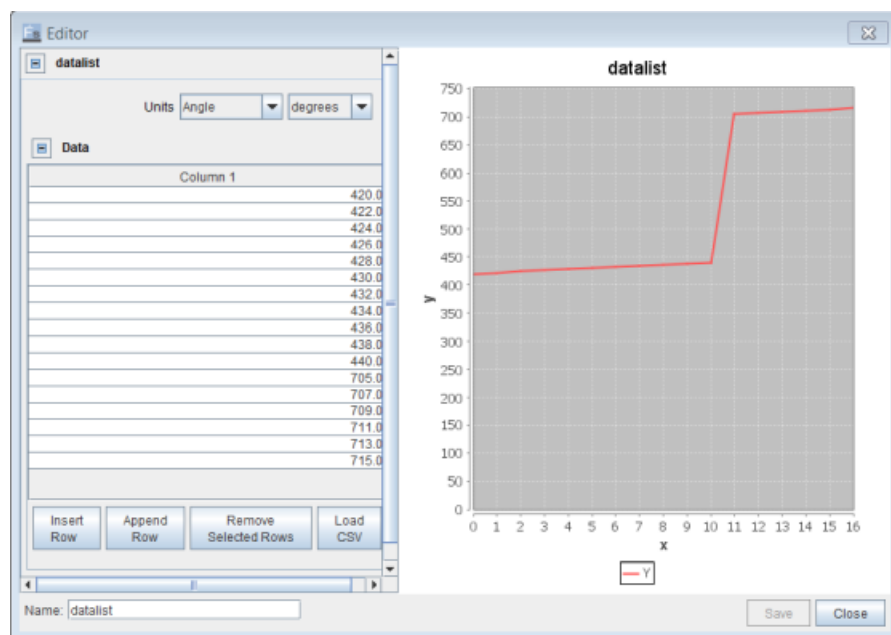 Editor
datalist
Units Angle degrees
Data
Column 1
420.0
422.0
424.0
426.0
428.0
430.0
432.0
434.0
436.0
438.0
440.0
705.0
707.0
709.0
711.0
713.0
715.0
Insert Row
Append Row
Remove Selected Rows
Load CSV
Name: datalist
datalist
750
700
650
600
550
500
450
400
350
300
250
200
150
100
50
0
y
0 1 2 3 4 5 6 7 8 9 10 11 12 13 14 15 16
x
Y
Save Close